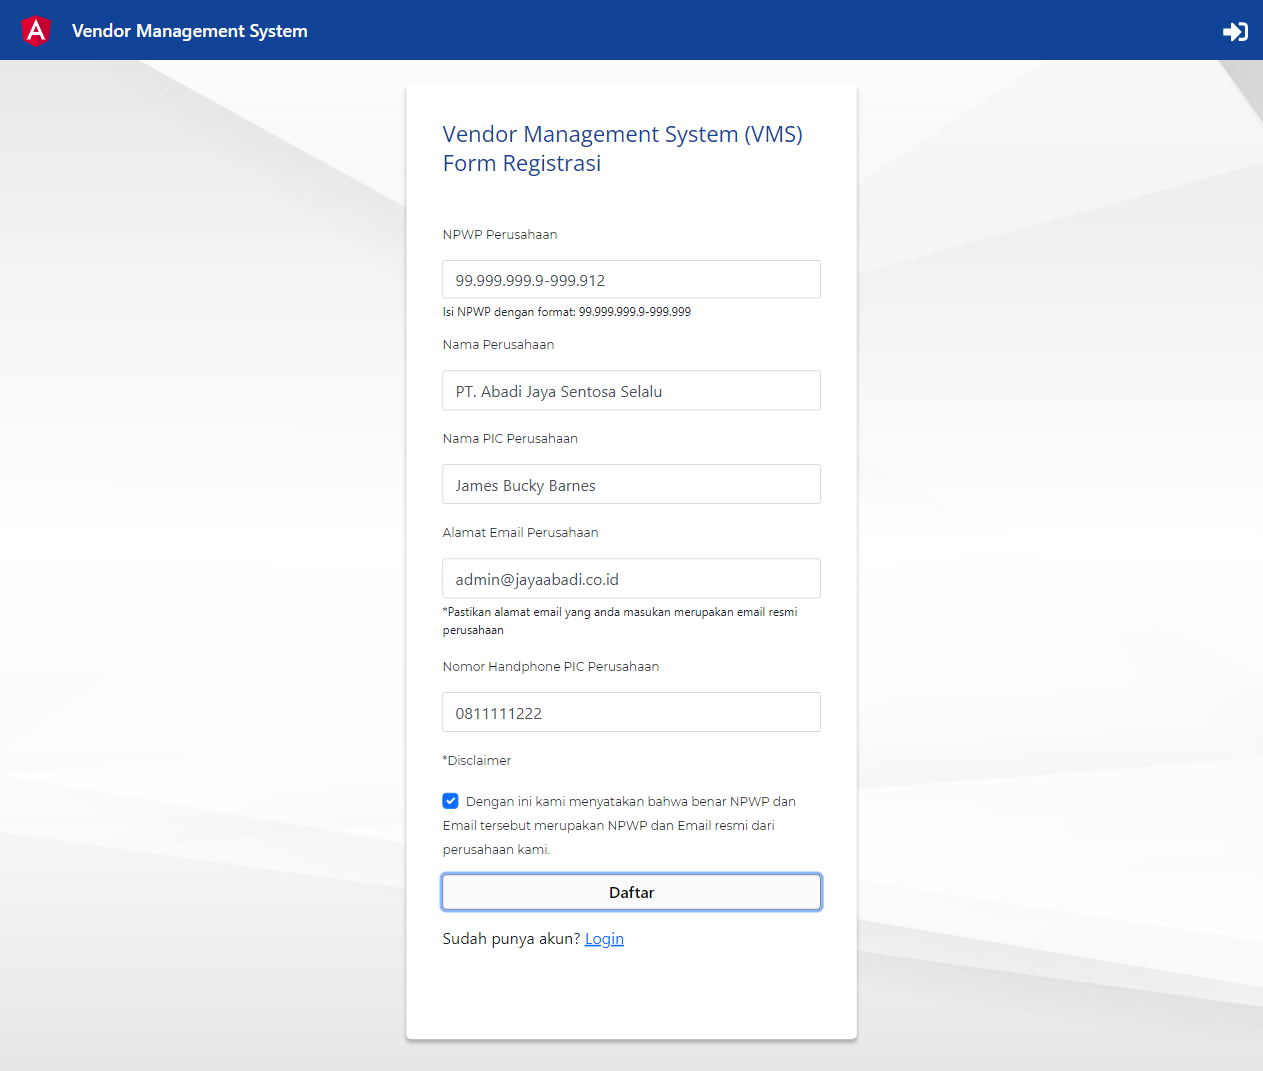 Vendor Management System
Vendor Management System (VMS)
Form Registrasi
NPWP Perusahaan
99.999.999.9-999.912
Isi NPWP dengan format: 99.999.999.9-999.999
Nama Perusahaan
PT. Abadi Jaya Sentosa Selalu
Nama PIC Perusahaan
James Bucky Barnes
Alamat Email Perusahaan
admin@jayaabadi.co.id
*Pastikan alamat email yang anda masukan merupakan email resmi
perusahaan
Nomor Handphone PIC Perusahaan
0811111222
*Disclaimer
Dengan ini kami menyatakan bahwa benar NPWP dan
Email tersebut merupakan NPWP dan Email resmi dari
perusahaan kami.
Daftar
Sudah punya akun? Login